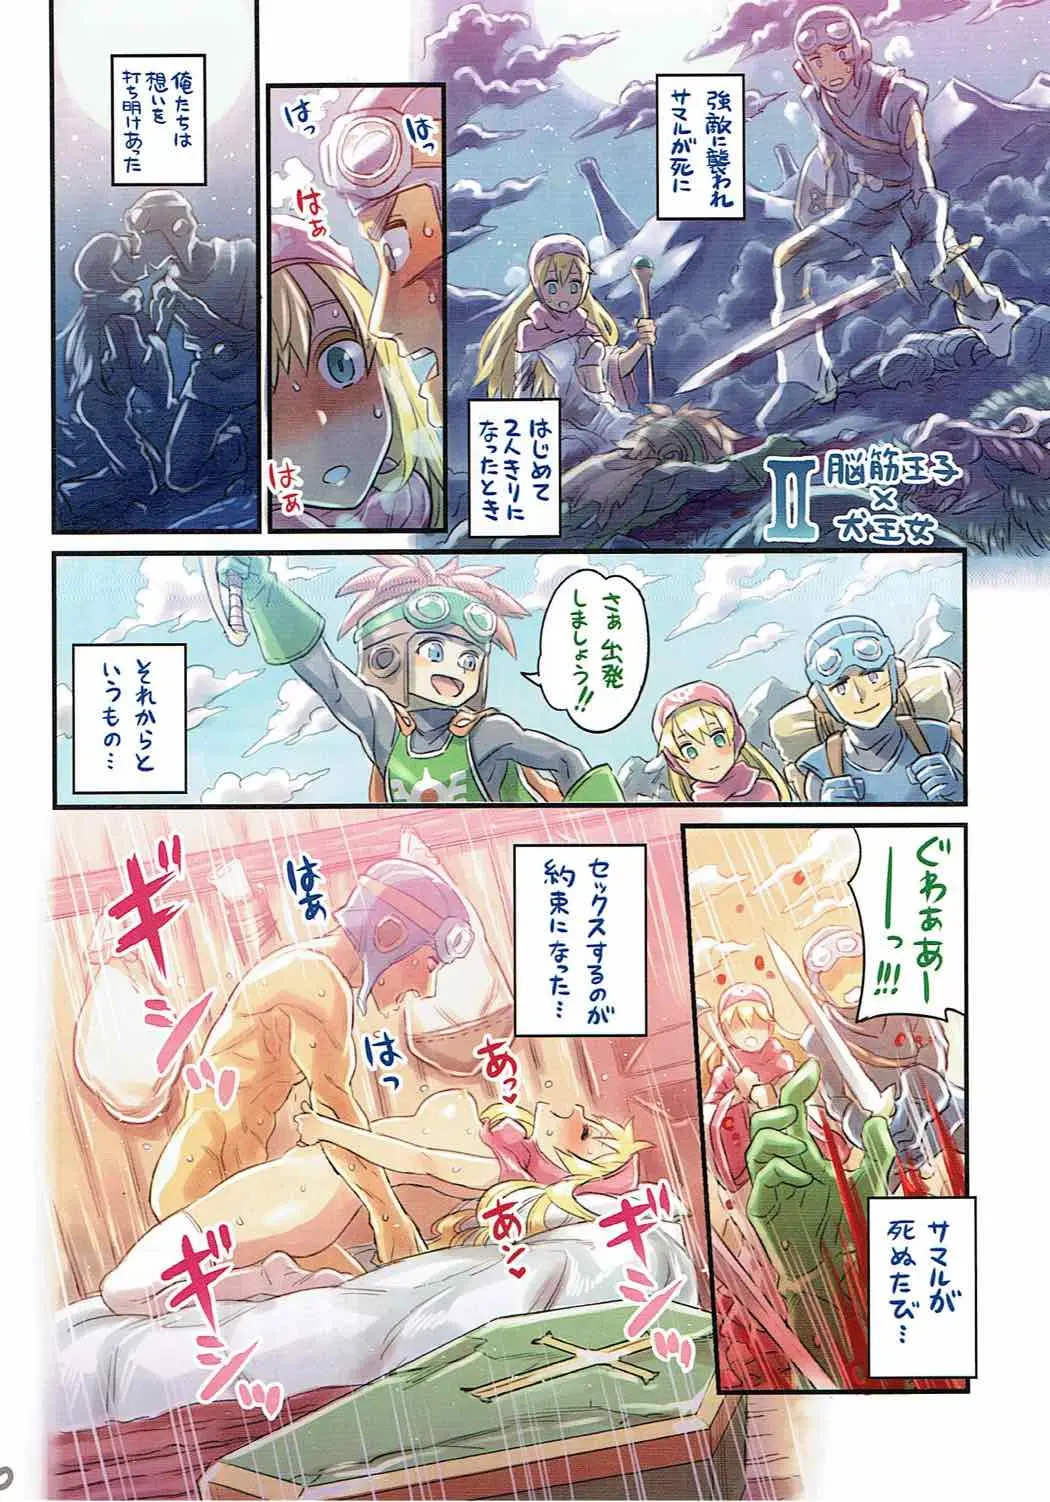 強敵に襲われ
サマルが死に
はじめて
2人きりに
なったとき
II
脳筋王子
×
犬王女
はっ
はっ
はぁ
はぁ
俺たちは
想いを
打ち明けあった
さぁ 出発
しましょう!!
それからと
いうもの…
ぐわぁあー
ーーっ!!!
サマルが
死ぬたび…
セックスするのが
約束になった…
はぁ
はっ
あっ♥
あン♥
ギシッ
ギシッ
ギシッ